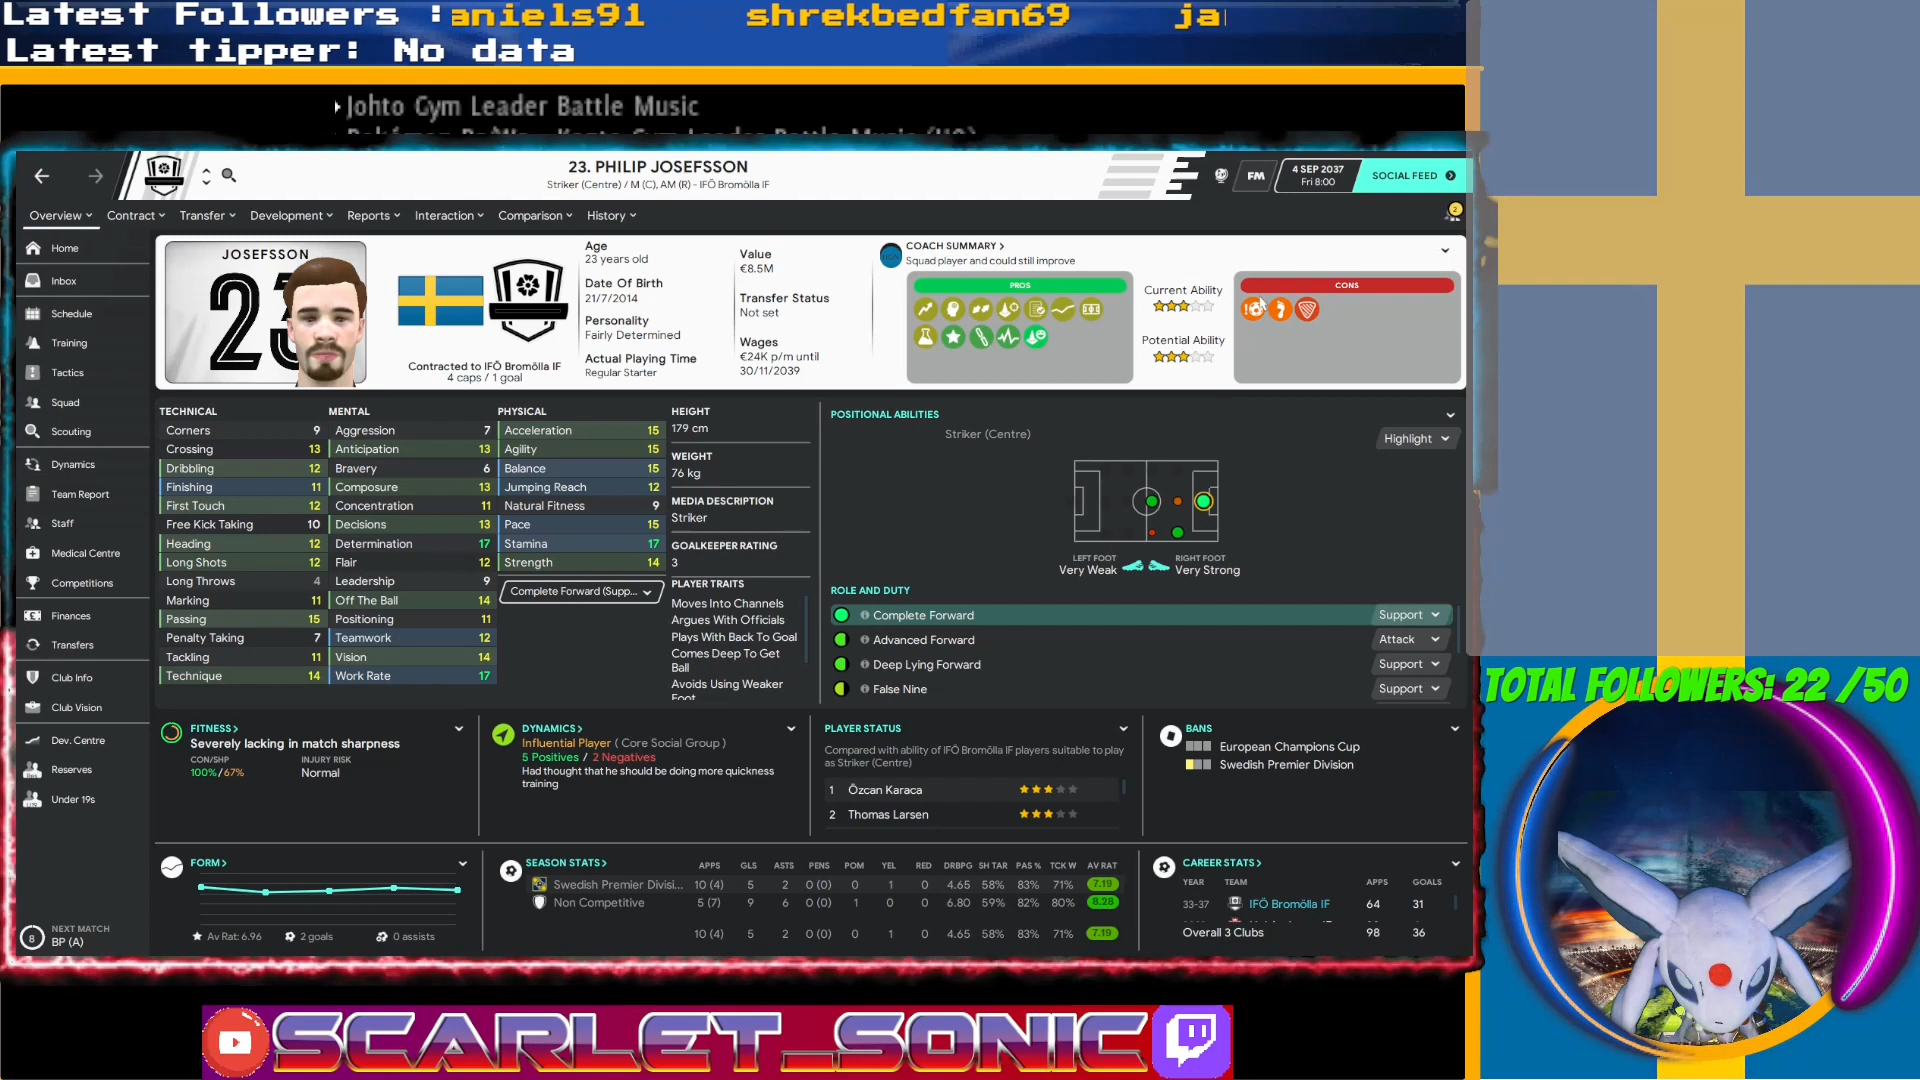 Latest Followers :aniels91 shrekbedfan69 ja
Latest tipper: No data
Johto Gym Leader Battle Music
23. PHILIP JOSEFSSON
Striker (Centre) / M (C), AM (R) - IFÖ Bromölla IF
FM
4 SEP 2037
Fri 8:00
SOCIAL FEED
Overview Contract Transfer Development Reports Interaction Comparison History
2
Home
Inbox
Schedule
Training
Tactics
Squad
Scouting
Dynamics
Team Report
Staff
Medical Centre
Competitions
Finances
Transfers
Club Info
Club Vision
Dev. Centre
Reserves
Under 19s
8 NEXT MATCH
BP (A)
JOSEFSSON
23
Contracted to IFÖ Bromölla IF
4 caps / 1 goal
Age
23 years old
Date Of Birth
21/7/2014
Personality
Fairly Determined
Actual Playing Time
Regular Starter
Value
€8.5M
Transfer Status
Not set
Wages
€24K p/m until
30/11/2039
COACH SUMMARY
Squad player and could still improve
PROS
Current Ability
Potential Ability
CONS
TECHNICAL
Corners 9
Crossing 13
Dribbling 12
Finishing 11
First Touch 12
Free Kick Taking 10
Heading 12
Long Shots 12
Long Throws 4
Marking 11
Passing 15
Penalty Taking 7
Tackling 11
Technique 14
MENTAL
Aggression 7
Anticipation 13
Bravery 6
Composure 13
Concentration 11
Decisions 13
Determination 17
Flair 12
Leadership 9
Off The Ball 14
Positioning 11
Teamwork 12
Vision 14
Work Rate 17
PHYSICAL
Acceleration 15
Agility 15
Balance 15
Jumping Reach 12
Natural Fitness 9
Pace 15
Stamina 17
Strength 14
Complete Forward (Supp...
HEIGHT
179 cm
WEIGHT
76 kg
MEDIA DESCRIPTION
Striker
GOALKEEPER RATING
3
PLAYER TRAITS
Moves Into Channels
Argues With Officials
Plays With Back To Goal
Comes Deep To Get
Ball
Avoids Using Weaker
Foot
POSITIONAL ABILITIES
Striker (Centre)
Highlight
LEFT FOOT
Very Weak
RIGHT FOOT
Very Strong
ROLE AND DUTY
Complete Forward Support
Advanced Forward Attack
Deep Lying Forward Support
False Nine Support
FITNESS
Severely lacking in match sharpness
CON/SHP
100%/67%
INJURY RISK
Normal
DYNAMICS
Influential Player ( Core Social Group )
5 Positives / 2 Negatives
Had thought that he should be doing more quickness
training
PLAYER STATUS
Compared with ability of IFÖ Bromölla IF players suitable to play
as Striker (Centre)
1 Özcan Karaca
2 Thomas Larsen
BANS
European Champions Cup
Swedish Premier Division
FORM
Av Rat: 6.96 2 goals 0 assists
SEASON STATS APPS GLS ASTS PENS POM YEL RED DRBPG SH TAR PAS % TCK W AV RAT
Swedish Premier Divisi... 10 (4) 5 2 0 (0) 0 1 0 4.65 58% 83% 71% 7.19
Non Competitive 5 (7) 9 6 0 (0) 1 0 0 6.80 59% 82% 80% 8.28
10 (4) 5 2 0 (0) 0 1 0 4.65 58% 83% 71% 7.19
CAREER STATS
YEAR TEAM APPS GOALS
33-37 IFÖ Bromölla IF 64 31
Overall 3 Clubs 98 36
TOTAL FOLLOWERS: 22 /50
SCARLET_SONIC